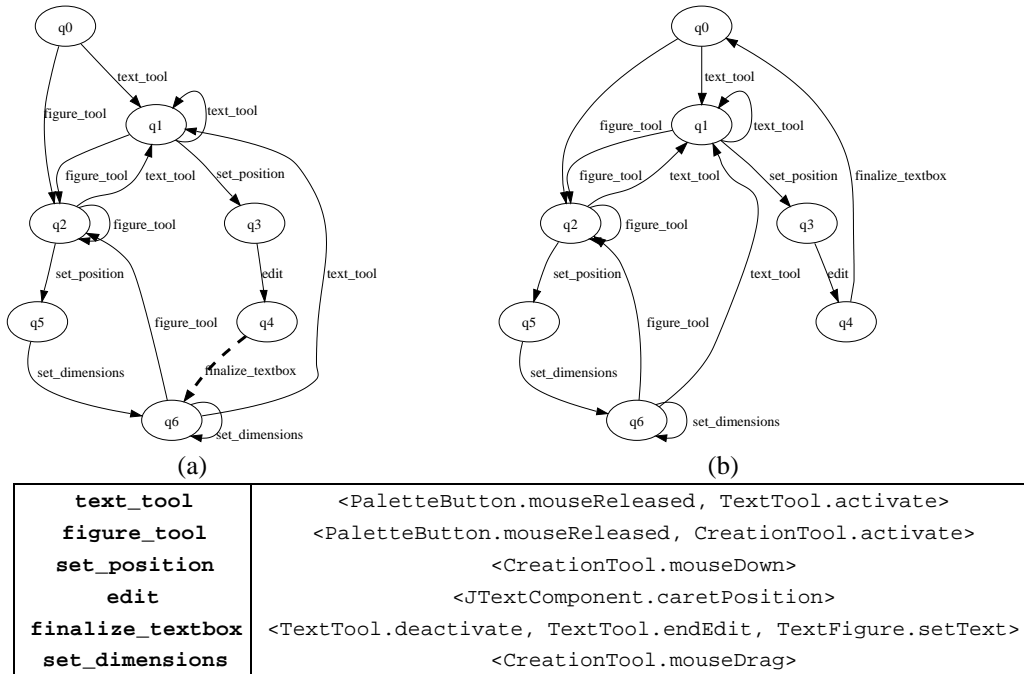 q0
text_tool
figure_tool
text_tool
q1
figure_tool
text_tool
set_position
q2
figure_tool
q3
set_position
edit
text_tool
q5
figure_tool
q4
set_dimensions
finalize_textbox
q6
set_dimensions
(a)
q0
text_tool
figure_tool
q1
text_tool
figure_tool
text_tool
set_position
finalize_textbox
q2
figure_tool
q3
set_position
text_tool
edit
q5
figure_tool
q4
set_dimensions
q6
set_dimensions
(b)
text_tool <PaletteButton.mouseReleased, TextTool.activate>
figure_tool <PaletteButton.mouseReleased, CreationTool.activate>
set_position <CreationTool.mouseDown>
edit <JTextComponent.caretPosition>
finalize_textbox <TextTool.deactivate, TextTool.endEdit, TextFigure.setText>
set_dimensions <CreationTool.mouseDrag>